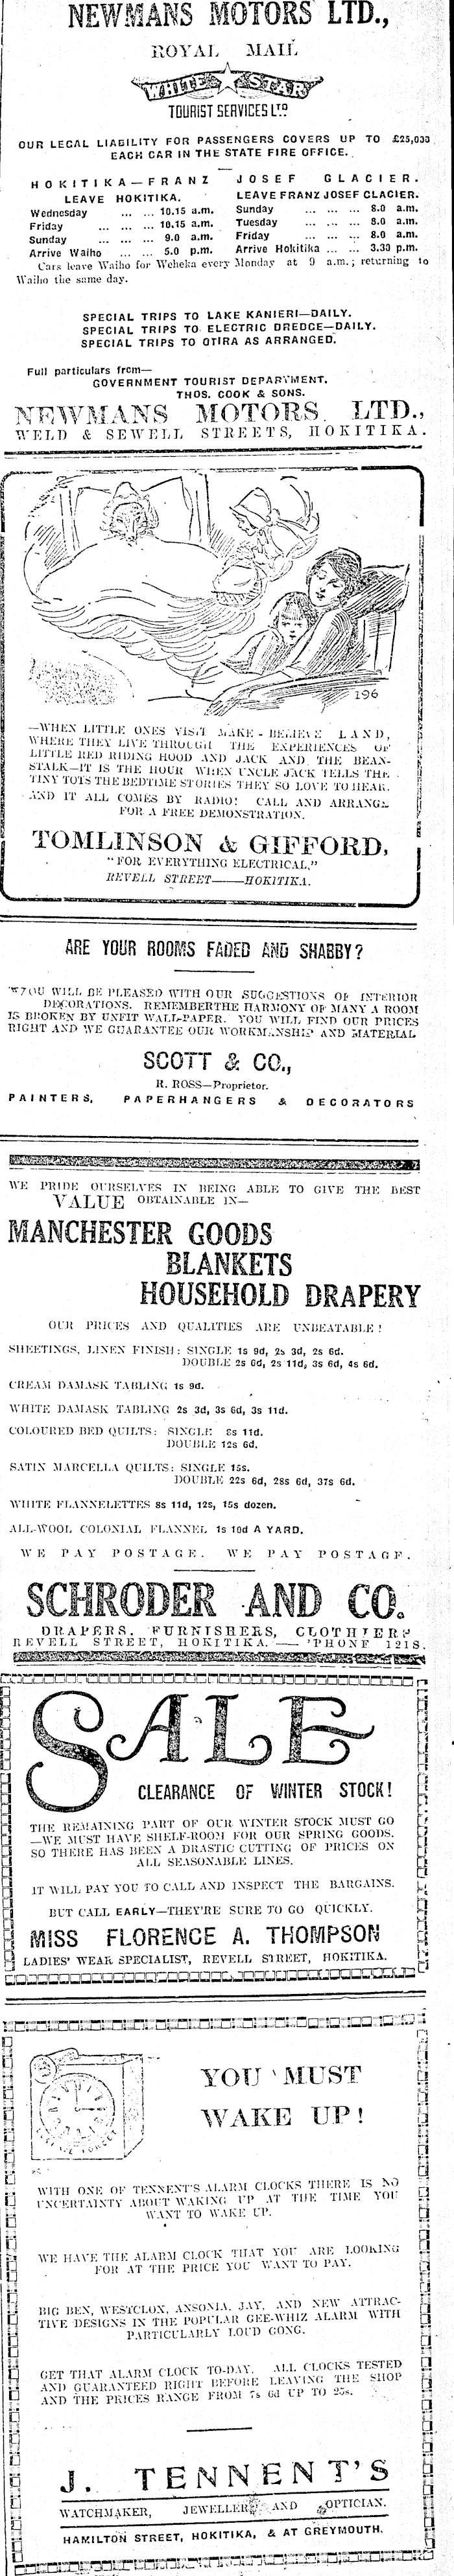 NEWMANS MOTORS LTD.,
ROYAL MAIL
WHITE STAR
TOURIST SERVICES LTD
OUR LEGAL LIABILITY FOR PASSENGERS COVERS UP TO £25,000
EACH CAR IN THE STATE FIRE OFFICE.
HOKITIKA—FRANZ JOSEF GLACIER.
LEAVE HOKITIKA.
Wednesday ... ... 10.15 a.m.
Friday ... ... ... 10.15 a.m.
Sunday ... ... ... 9.0 a.m.
Arrive Waiho ... ... 5.0 p.m.
LEAVE FRANZ JOSEF GLACIER.
Sunday ... ... ... 8.0 a.m.
Tuesday ... ... ... 8.0 a.m.
Friday ... ... ... 8.0 a.m.
Arrive Hokitika ... ... 3.30 p.m.
Cars leave Waiho for Weheka every Monday at 9 a.m.; returning to
Waiho the same day.
SPECIAL TRIPS TO LAKE KANIERI—DAILY.
SPECIAL TRIPS TO ELECTRIC DREDGE—DAILY.
SPECIAL TRIPS TO OTIRA AS ARRANGED.
Full particulars from—
GOVERNMENT TOURIST DEPARTMENT.
THOS. COOK & SONS.
NEWMANS MOTORS. LTD.,
WELD & SEWELL STREETS, HOKITIKA.
196
—WHEN LITTLE ONES VISIT MAKE-BELIEVE LAND,
WHERE THEY LIVE THROUGH THE EXPERIENCES OF
LITTLE RED RIDING HOOD AND JACK AND THE BEAN-
STALK—IT IS THE HOUR WHEN UNCLE JACK TELLS THE
TINY TOTS THE BEDTIME STORIES THEY SO LOVE TO HEAR.
AND IT ALL COMES BY RADIO! CALL AND ARRANGE
FOR A FREE DEMONSTRATION.
TOMLINSON & GIFFORD,
"FOR EVERYTHING ELECTRICAL,"
REVELL STREET——HOKITIKA.
ARE YOUR ROOMS FADED AND SHABBY?
YOU WILL BE PLEASED WITH OUR SUGGESTIONS OF INTERIOR
DECORATIONS. REMEMBER THE HARMONY OF MANY A ROOM
IS BROKEN BY UNFIT WALL-PAPER. YOU WILL FIND OUR PRICES
RIGHT AND WE GUARANTEE OUR WORKMANSHIP AND MATERIAL
SCOTT & CO.,
R. ROSS—Proprietor.
PAINTERS, PAPERHANGERS & DECORATORS
WE PRIDE OURSELVES IN BEING ABLE TO GIVE THE BEST
VALUE OBTAINABLE IN—
MANCHESTER GOODS
BLANKETS
HOUSEHOLD DRAPERY
OUR PRICES AND QUALITIES ARE UNBEATABLE!
SHEETINGS, LINEN FINISH: SINGLE 1s 9d, 2s 3d, 2s 6d.
DOUBLE 2s 6d, 2s 11d, 3s 6d, 4s 6d.
CREAM DAMASK TABLING 1s 9d.
WHITE DAMASK TABLING 2s 3d, 3s 6d, 3s 11d.
COLOURED BED QUILTS: SINGLE 8s 11d.
DOUBLE 12s 6d.
SATIN MARCELLA QUILTS: SINGLE 15s.
DOUBLE 22s 6d, 28s 6d, 37s 6d.
WHITE FLANNELETTES 8s 11d, 12s, 15s dozen.
ALL-WOOL COLONIAL FLANNEL 1s 10d A YARD.
WE PAY POSTAGE. WE PAY POSTAGE.
SCHRODER AND CO.
DRAPERS. FURNISHERS, CLOTHIERS
REVELL STREET, HOKITIKA. — 'PHONE 121S.
SALE
CLEARANCE OF WINTER STOCK!
THE REMAINING PART OF OUR WINTER STOCK MUST GO
—WE MUST HAVE SHELF-ROOM FOR OUR SPRING GOODS.
SO THERE HAS BEEN A DRASTIC CUTTING OF PRICES ON
ALL SEASONABLE LINES.
IT WILL PAY YOU TO CALL AND INSPECT THE BARGAINS.
BUT CALL EARLY—THEY'RE SURE TO GO QUICKLY.
MISS FLORENCE A. THOMPSON
LADIES' WEAR SPECIALIST, REVELL STREET, HOKITIKA.
YOU MUST
WAKE UP!
WITH ONE OF TENNENT'S ALARM CLOCKS THERE IS NO
UNCERTAINTY ABOUT WAKING UP AT THE TIME YOU
WANT TO WAKE UP.
WE HAVE THE ALARM CLOCK THAT YOU ARE LOOKING
FOR AT THE PRICE YOU WANT TO PAY.
BIG BEN, WESTCLOX, ANSONIA, JAY, AND NEW ATTRAC-
TIVE DESIGNS IN THE POPULAR GEE-WHIZ ALARM WITH
PARTICULARLY LOUD GONG.
GET THAT ALARM CLOCK TO-DAY. ALL CLOCKS TESTED
AND GUARANTEED RIGHT BEFORE LEAVING THE SHOP
AND THE PRICES RANGE FROM 7s 6d UP TO 25s.
J. TENNENT'S
WATCHMAKER, JEWELLER AND OPTICIAN.
HAMILTON STREET, HOKITIKA, & AT GREYMOUTH.